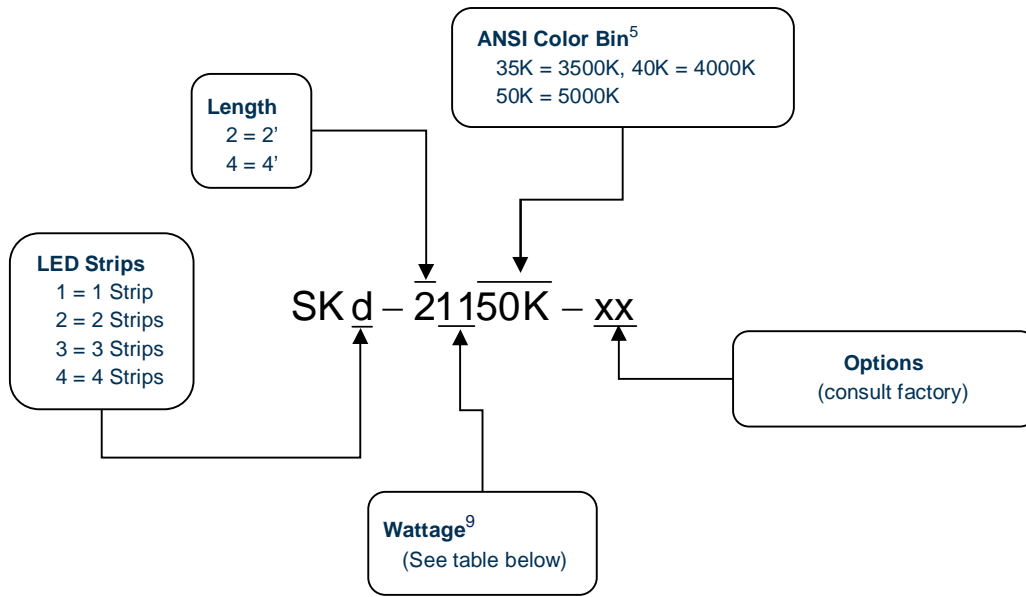 ANSI Color Bin5
35K = 3500K, 40K = 4000K
50K = 5000K
Length
2 = 2’
4 = 4’
LED Strips
1 = 1 Strip
2 = 2 Strips
3 = 3 Strips
4 = 4 Strips
SK d – 21150K – xx
Options
(consult factory)
Wattage9
(See table below)